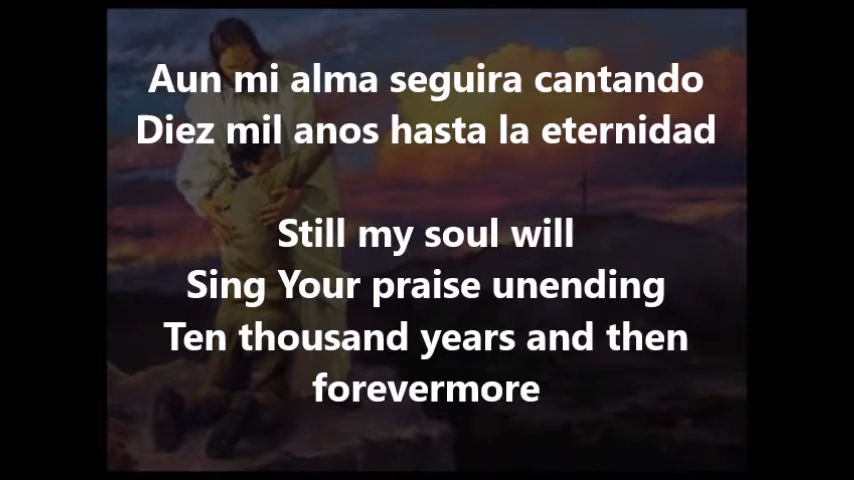 Aun mi alma seguira cantando
Diez mil anos hasta la eternidad
Still my soul will
Sing Your praise unending
Ten thousand years and then
forevermore